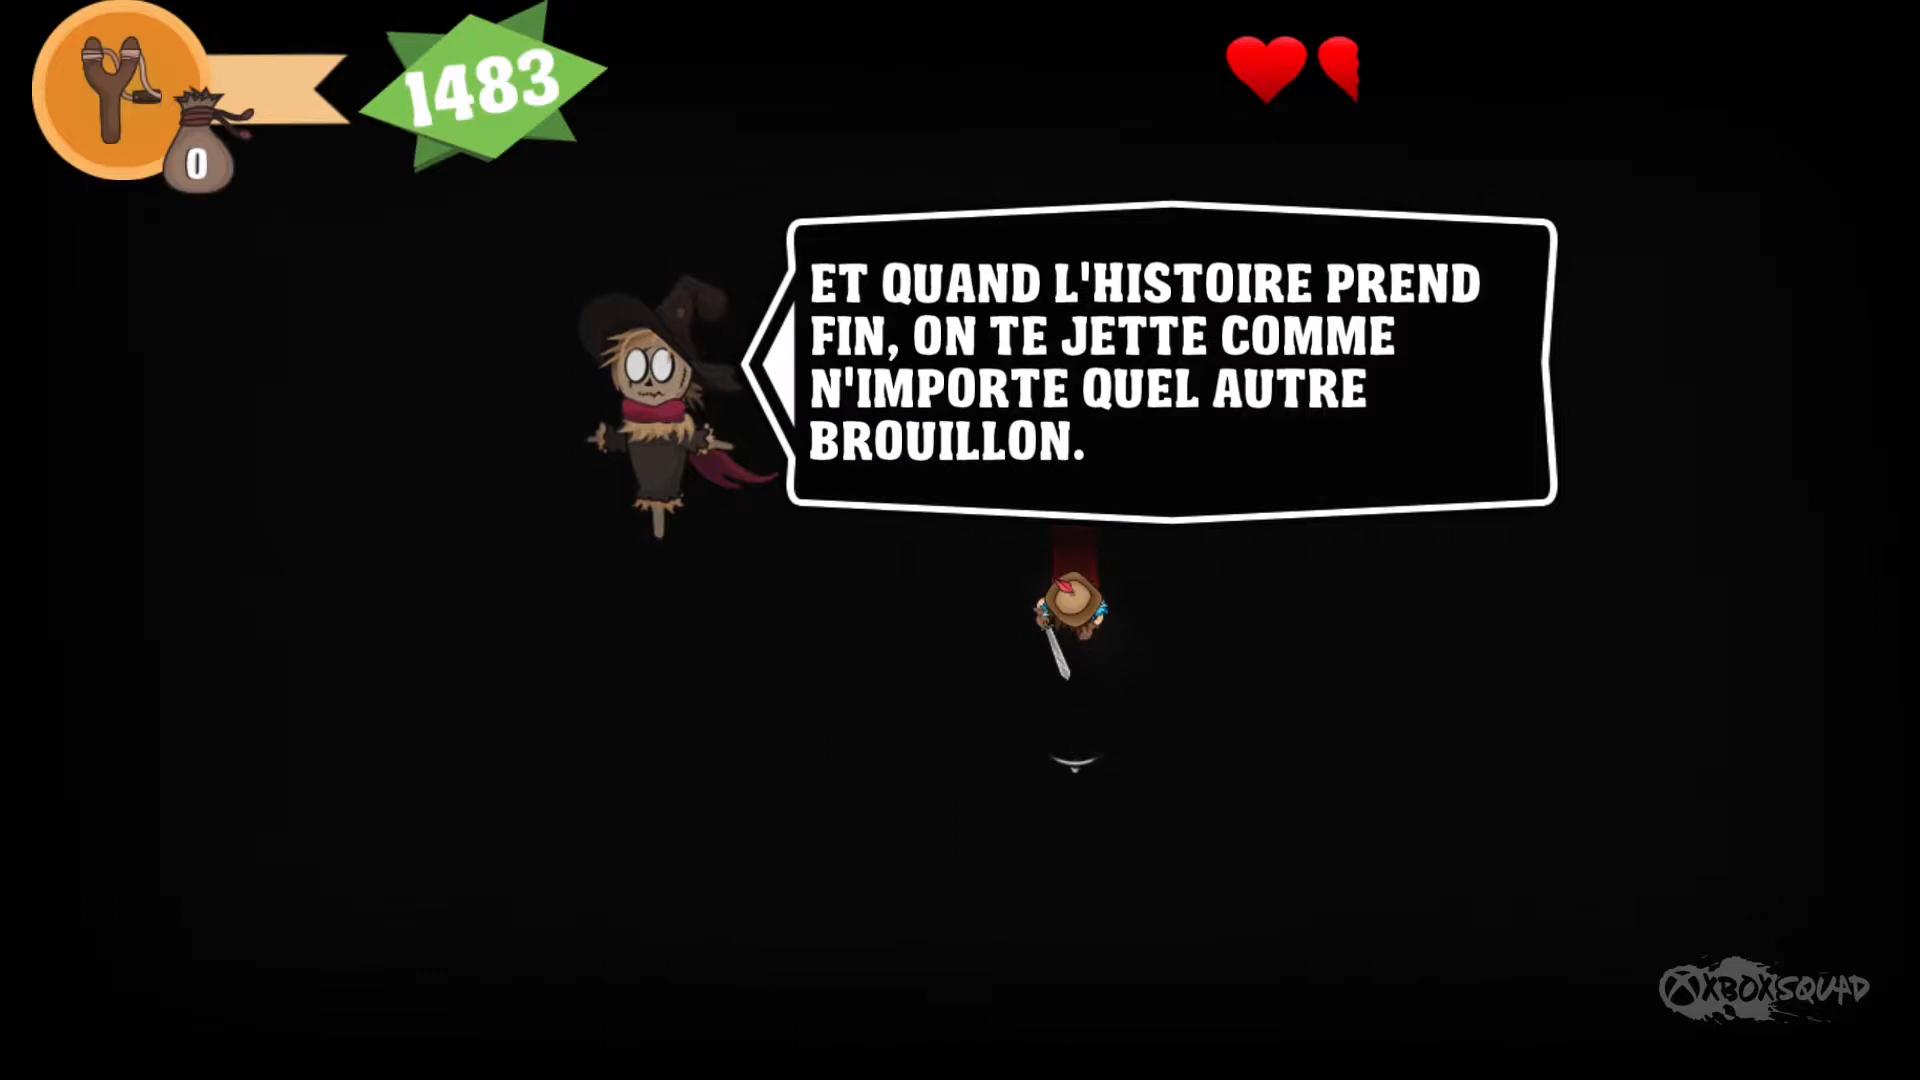 1483
0
ET QUAND L'HISTOIRE PREND
FIN, ON TE JETTE COMME
N'IMPORTE QUEL AUTRE
BROUILLON.
XBOXSQUAD